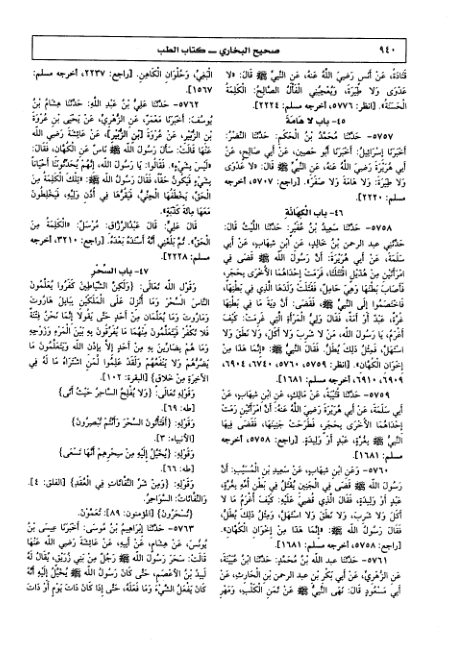 ٩٤٠
صحيح البخاري ــ كتاب الطب
قَتَادَةَ، عَنْ أَنَسٍ رَضِيَ اللَّهُ عَنْهُ، عَنِ النَّبِيِّ ﷺ قَالَ: «لَا
عَدْوَى وَلَا طِيَرَةَ، وَيُعْجِبُنِي الْفَأْلُ الصَّالِحُ: الْكَلِمَةُ
الْحَسَنَةُ». [انظر: ٥٧٧٦، أخرجه مسلم: ٢٢٢٤].
٤٥- باب لَا هَامَةَ
٥٧٥٧- حَدَّثَنَا مُحَمَّدُ بْنُ الْحَكَمِ: حَدَّثَنَا النَّضْرُ:
أَخْبَرَنَا إِسْرَائِيلُ: أَخْبَرَنَا أَبُو حَصِينٍ، عَنْ أَبِي صَالِحٍ، عَنْ
أَبِي هُرَيْرَةَ رَضِيَ اللَّهُ عَنْهُ، عَنِ النَّبِيِّ ﷺ قَالَ: «لَا عَدْوَى
وَلَا طِيَرَةَ، وَلَا هَامَةَ وَلَا صَفَرَ». [راجع: ٥٧٠٧، أخرجه
مسلم: ٢٢٢٠].
٤٦- باب الْكَهَانَةِ
٥٧٥٨- حَدَّثَنَا سَعِيدُ بْنُ عُفَيْرٍ: حَدَّثَنَا اللَّيْثُ قَالَ:
حَدَّثَنِي عبد الرحمن بْنُ خَالِدٍ، عَنِ ابْنِ شِهَابٍ، عَنْ أَبِي
سَلَمَةَ، عَنْ أَبِي هُرَيْرَةَ: أَنَّ رَسُولَ اللَّهِ ﷺ قَضَى فِي
امْرَأَتَيْنِ مِنْ هُذَيْلٍ اقْتَتَلَتَا، فَرَمَتْ إِحْدَاهُمَا الْأُخْرَى بِحَجَرٍ،
فَأَصَابَ بَطْنَهَا وَهِيَ حَامِلٌ، فَقَتَلَتْ وَلَدَهَا الَّذِي فِي بَطْنِهَا،
فَاخْتَصَمُوا إِلَى النَّبِيِّ ﷺ، فَقَضَى: أَنَّ دِيَةَ مَا فِي بَطْنِهَا
غُرَّةٌ، عَبْدٌ أَوْ أَمَةٌ، فَقَالَ وَلِيُّ الْمَرْأَةِ الَّتِي غَرِمَتْ: كَيْفَ
أَغْرَمُ، يَا رَسُولَ اللَّهِ، مَنْ لَا شَرِبَ وَلَا أَكَلَ، وَلَا نَطَقَ وَلَا
اسْتَهَلَّ، فَمِثْلُ ذَلِكَ يُطَلُّ. فَقَالَ النَّبِيُّ ﷺ: «إِنَّمَا هَذَا مِنْ
إِخْوَانِ الْكُهَّانِ». [انظر: ٥٧٥٩، ٥٧٦٠، ٦٧٤٠، ٦٩٠٤،
٦٩٠٩، ٦٩١٠، أخرجه مسلم: ١٦٨١].
٥٧٥٩- حَدَّثَنَا قُتَيْبَةُ، عَنْ مَالِكٍ، عَنِ ابْنِ شِهَابٍ، عَنْ
أَبِي سَلَمَةَ، عَنْ أَبِي هُرَيْرَةَ رَضِيَ اللَّهُ عَنْهُ: أَنَّ امْرَأَتَيْنِ رَمَتْ
إِحْدَاهُمَا الْأُخْرَى بِحَجَرٍ، فَطَرَحَتْ جَنِينَهَا، فَقَضَى فِيهِ
النَّبِيُّ ﷺ بِغُرَّةٍ، عَبْدٍ أَوْ وَلِيدَةٍ. [راجع: ٥٧٥٨، أخرجه
مسلم: ١٦٨١].
٥٧٦٠- وَعَنِ ابْنِ شِهَابٍ، عَنْ سَعِيدِ بْنِ الْمُسَيَّبِ: أَنَّ
رَسُولَ اللَّهِ ﷺ قَضَى فِي الْجَنِينِ يُقْتَلُ فِي بَطْنِ أُمِّهِ بِغُرَّةٍ،
عَبْدٍ أَوْ وَلِيدَةٍ، فَقَالَ الَّذِي قُضِيَ عَلَيْهِ: كَيْفَ أَغْرَمُ مَا لَا
أَكَلَ وَلَا شَرِبَ، وَلَا نَطَقَ وَلَا اسْتَهَلَّ، وَمِثْلُ ذَلِكَ يُطَلُّ،
فَقَالَ رَسُولُ اللَّهِ ﷺ: «إِنَّمَا هَذَا مِنْ إِخْوَانِ الْكُهَّانِ».
[راجع: ٥٧٥٨، أخرجه مسلم: ١٦٨١].
٥٧٦١- حَدَّثَنَا عبد اللَّه بْنُ مُحَمَّدٍ: حَدَّثَنَا ابْنُ عُيَيْنَةَ،
عَنِ الزُّهْرِيِّ، عَنْ أَبِي بَكْرِ بْنِ عبد الرحمن بْنِ الْحَارِثِ، عَنْ
أَبِي مَسْعُودٍ قَالَ: نَهَى النَّبِيُّ ﷺ عَنْ ثَمَنِ الْكَلْبِ، وَمَهْرِ
الْبَغِيِّ، وَحُلْوَانِ الْكَاهِنِ. [راجع: ٢٢٣٧، أخرجه مسلم:
١٥٦٧].
٥٧٦٢- حَدَّثَنَا عَلِيُّ بْنُ عَبْدِ اللَّهِ: حَدَّثَنَا هِشَامُ بْنُ
يُوسُفَ: أَخْبَرَنَا مَعْمَرٌ، عَنِ الزُّهْرِيِّ، عَنْ يَحْيَى بْنِ عُرْوَةَ
بْنِ الزُّبَيْرِ، عَنْ عُرْوَةَ [بْنِ الزُّبَيْرِ]، عَنْ عَائِشَةَ رَضِيَ اللَّهُ
عَنْهَا قَالَتْ: سَأَلَ رَسُولَ اللَّهِ ﷺ نَاسٌ عَنِ الْكُهَّانِ، فَقَالَ:
«لَيْسَ بِشَيْءٍ». فَقَالُوا: يَا رَسُولَ اللَّهِ، إِنَّهُمْ يُحَدِّثُونَنَا أَحْيَانًا
بِشَيْءٍ فَيَكُونُ حَقًّا، فَقَالَ رَسُولُ اللَّهِ ﷺ: «تِلْكَ الْكَلِمَةُ مِنَ
الْحَقِّ، يَخْطَفُهَا الْجِنِّيُّ، فَيَقُرُّهَا فِي أُذُنِ وَلِيِّهِ، فَيَخْلِطُونَ
مَعَهَا مِائَةَ كَذْبَةٍ».
قَالَ عَلِيٌّ: قَالَ عَبْدُالرَّزَّاقِ: مُرْسَلٌ: «الْكَلِمَةُ مِنَ
الْحَقِّ». ثُمَّ بَلَغَنِي أَنَّهُ أَسْنَدَهُ بَعْدَهُ. [راجع: ٣٢١٠، أخرجه
مسلم: ٢٢٢٨].
٤٧- باب السِّحْرِ
وَقَوْلِ اللَّهِ تَعَالَى: {وَلَكِنَّ الشَّيَاطِينَ كَفَرُوا يُعَلِّمُونَ
النَّاسَ السِّحْرَ وَمَا أُنْزِلَ عَلَى الْمَلَكَيْنِ بِبَابِلَ هَارُوتَ
وَمَارُوتَ وَمَا يُعَلِّمَانِ مِنْ أَحَدٍ حَتَّى يَقُولَا إِنَّمَا نَحْنُ فِتْنَةٌ
فَلَا تَكْفُرْ فَيَتَعَلَّمُونَ مِنْهُمَا مَا يُفَرِّقُونَ بِهِ بَيْنَ الْمَرْءِ وَزَوْجِهِ
وَمَا هُمْ بِضَارِّينَ بِهِ مِنْ أَحَدٍ إِلَّا بِإِذْنِ اللَّهِ وَيَتَعَلَّمُونَ مَا
يَضُرُّهُمْ وَلَا يَنْفَعُهُمْ وَلَقَدْ عَلِمُوا لَمَنِ اشْتَرَاهُ مَا لَهُ فِي
الْآخِرَةِ مِنْ خَلَاقٍ} [البقرة: ١٠٢].
وَقَوْلِهِ تَعَالَى: {وَلَا يُفْلِحُ السَّاحِرُ حَيْثُ أَتَى}
[طه: ٦٩].
وَقَوْلِهِ: {أَفَتَأْتُونَ السِّحْرَ وَأَنْتُمْ تُبْصِرُونَ}
[الأنبياء: ٣].
وَقَوْلِهِ: {يُخَيَّلُ إِلَيْهِ مِنْ سِحْرِهِمْ أَنَّهَا تَسْعَى}
[طه: ٦٦].
وَقَوْلِهِ: {وَمِنْ شَرِّ النَّفَّاثَاتِ فِي الْعُقَدِ} [الفلق: ٤].
وَالنَّفَّاثَاتُ: السَّوَاحِرُ.
{تُسْحَرُونَ} [المؤمنون: ٨٩]: تُعَمَّوْنَ.
٥٧٦٣- حَدَّثَنَا إِبْرَاهِيمُ بْنُ مُوسَى: أَخْبَرَنَا عِيسَى بْنُ
يُونُسَ، عَنْ هِشَامٍ، عَنْ أَبِيهِ، عَنْ عَائِشَةَ رَضِيَ اللَّهُ عَنْهَا
قَالَتْ: سَحَرَ رَسُولَ اللَّهِ ﷺ رَجُلٌ مِنْ بَنِي زُرَيْقٍ، يُقَالُ لَهُ
لَبِيدُ بْنُ الْأَعْصَمِ، حَتَّى كَانَ رَسُولُ اللَّهِ ﷺ يُخَيَّلُ إِلَيْهِ أَنَّهُ
كَانَ يَفْعَلُ الشَّيْءَ وَمَا فَعَلَهُ، حَتَّى إِذَا كَانَ ذَاتَ يَوْمٍ أَوْ ذَاتَ